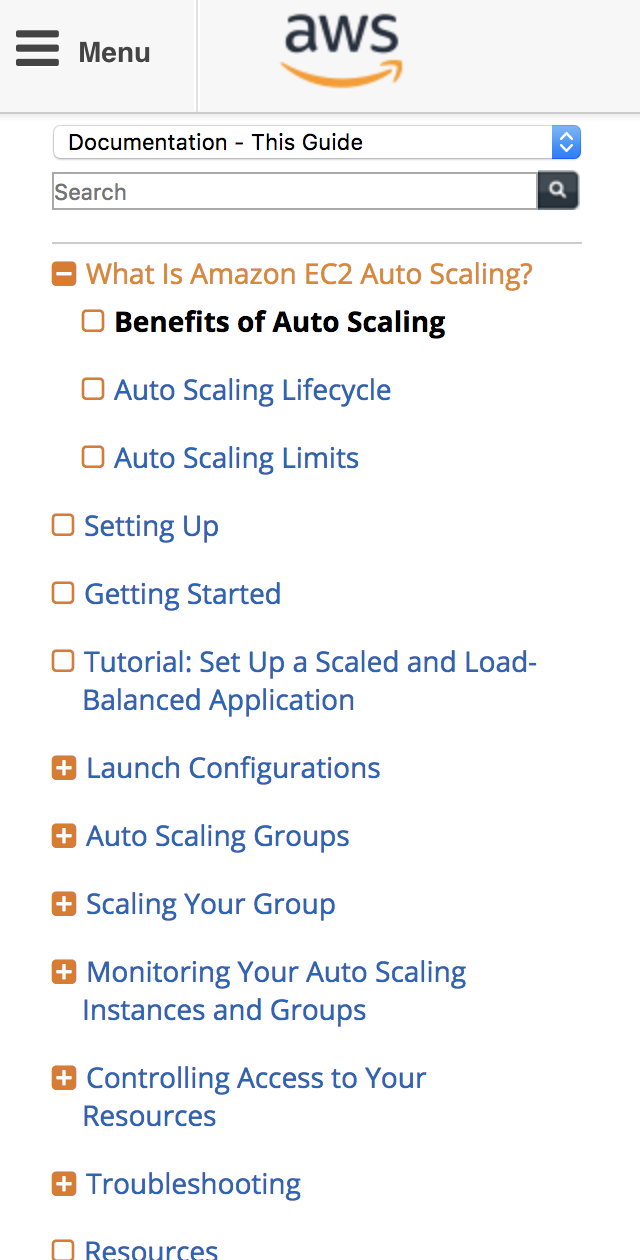 Menu
aws
Documentation - This Guide
Search
What Is Amazon EC2 Auto Scaling?
Benefits of Auto Scaling
Auto Scaling Lifecycle
Auto Scaling Limits
Setting Up
Getting Started
Tutorial: Set Up a Scaled and Load-
Balanced Application
Launch Configurations
Auto Scaling Groups
Scaling Your Group
Monitoring Your Auto Scaling
Instances and Groups
Controlling Access to Your
Resources
Troubleshooting
Resources